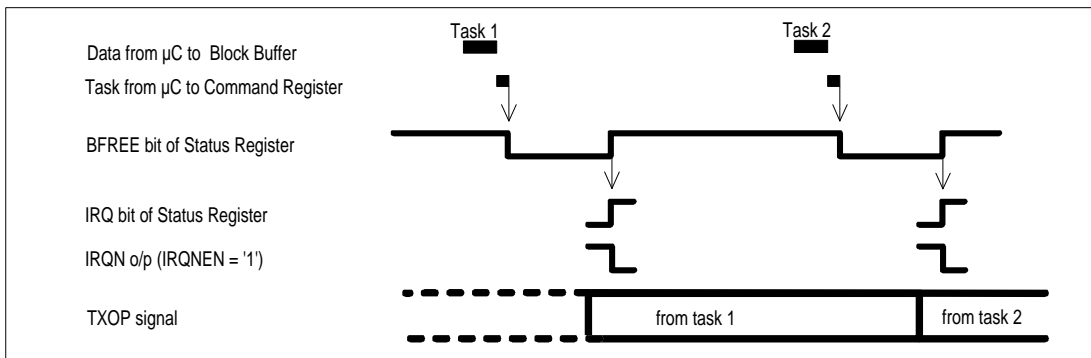 Task 1
Task 2
Data from µC to Block Buffer
Task from µC to Command Register
BFREE bit of Status Register
IRQ bit of Status Register
IRQN o/p (IRQNEN = '1')
TXOP signal
from task 1
from task 2